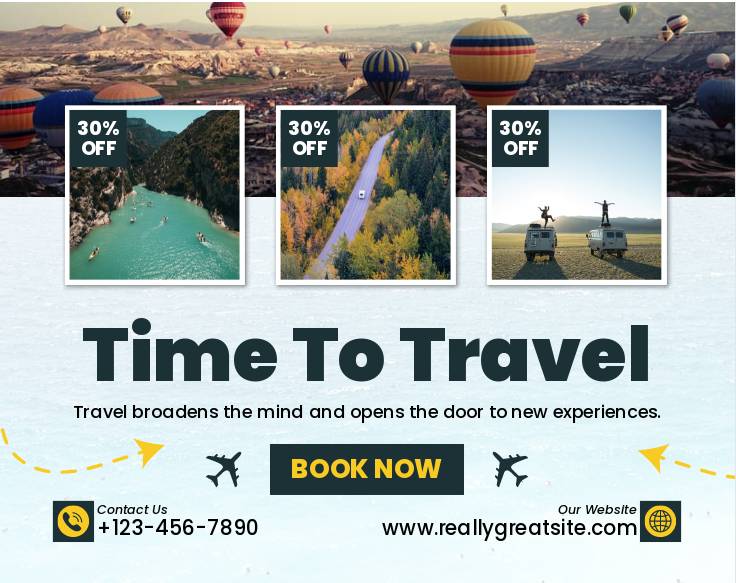 30%
OFF
30%
OFF
30%
OFF
Time To Travel
Travel broadens the mind and opens the door to new experiences.
BOOK NOW
Contact Us
+123-456-7890
Our Website
www.reallygreatsite.com